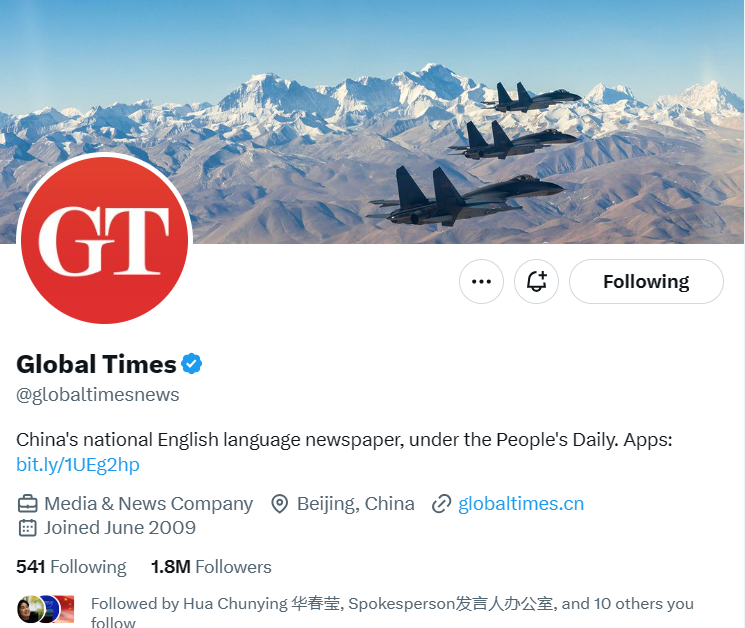 GT
Following
Global Times
@globaltimesnews
China's national English language newspaper, under the People's Daily. Apps:
bit.ly/1UEg2hp
Media & News Company Beijing, China globaltimes.cn
Joined June 2009
541 Following 1.8M Followers
Followed by Hua Chunying 华春莹, Spokesperson发言人办公室, and 10 others you
follow